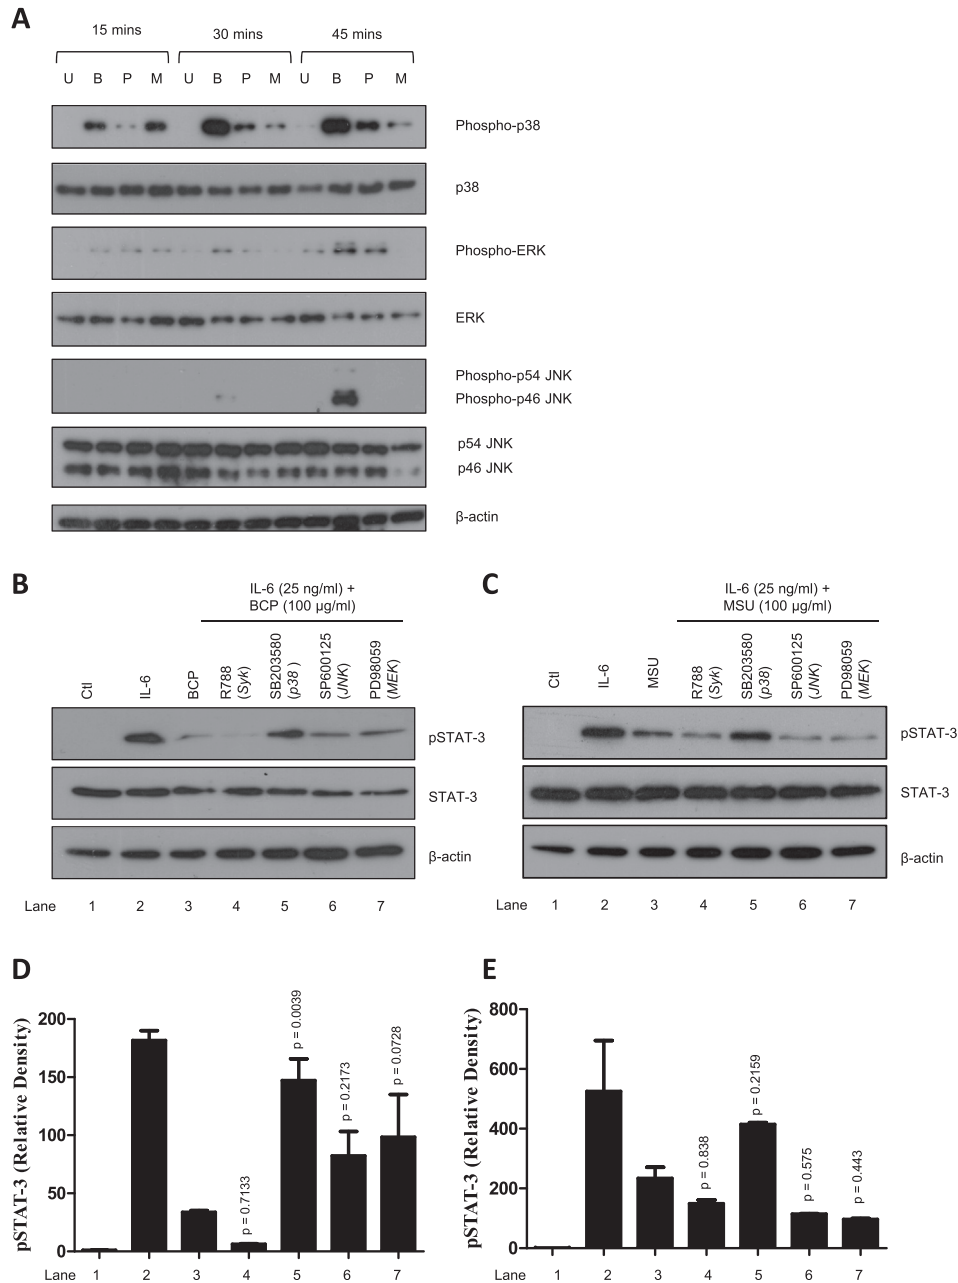 A
15 mins 30 mins 45 mins
U B P M U B P M U B P M
Phospho-p38
p38
Phospho-ERK
ERK
Phospho-p54 JNK
Phospho-p46 JNK
p54 JNK
p46 JNK
β-actin
B
IL-6 (25 ng/ml) +
BCP (100 µg/ml)
Ctl
IL-6
BCP
R788
(Syk)
SB203580
(p38 )
SP600125
(JNK)
PD98059
(MEK)
pSTAT-3
STAT-3
β-actin
Lane 1 2 3 4 5 6 7
C
IL-6 (25 ng/ml) +
MSU (100 µg/ml)
Ctl
IL-6
MSU
R788
(Syk)
SB203580
(p38)
SP600125
(JNK)
PD98059
(MEK)
pSTAT-3
STAT-3
β-actin
Lane 1 2 3 4 5 6 7
D
pSTAT-3 (Relative Density)
200
150
100
50
0
p = 0.7133
p = 0.0039
p = 0.2173
p = 0.0728
Lane 1 2 3 4 5 6 7
E
pSTAT-3 (Relative Density)
800
600
400
200
0
p = 0.838
p = 0.2159
p = 0.575
p = 0.443
Lane 1 2 3 4 5 6 7